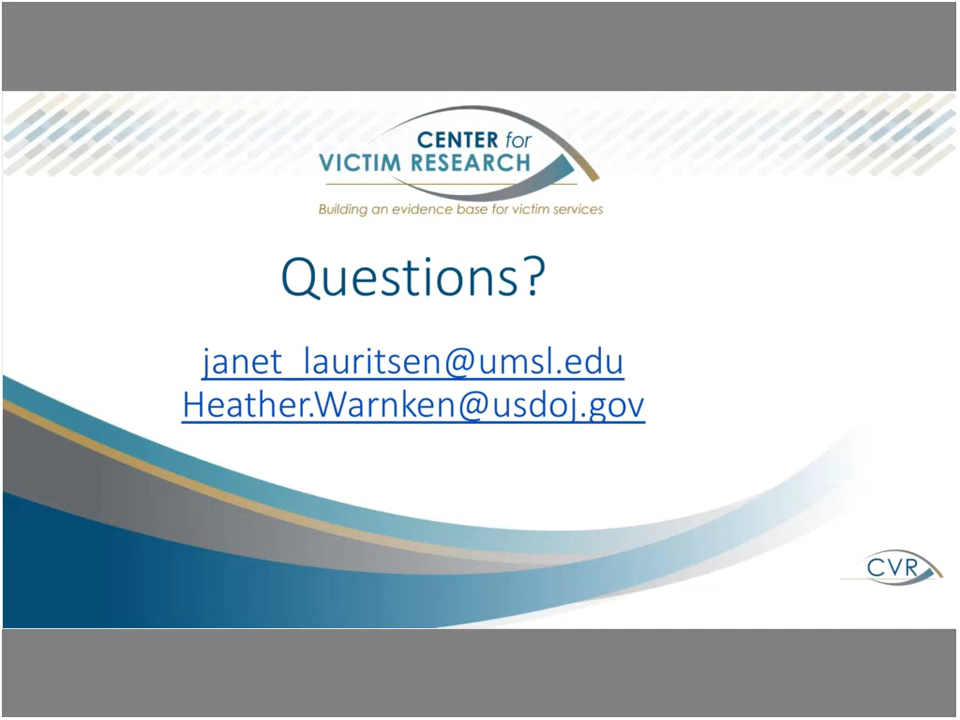 CENTER for
VICTIM RESEARCH
Building an evidence base for victim services
Questions?
janet_lauritsen@umsl.edu
Heather.Warnken@usdoj.gov
CVR